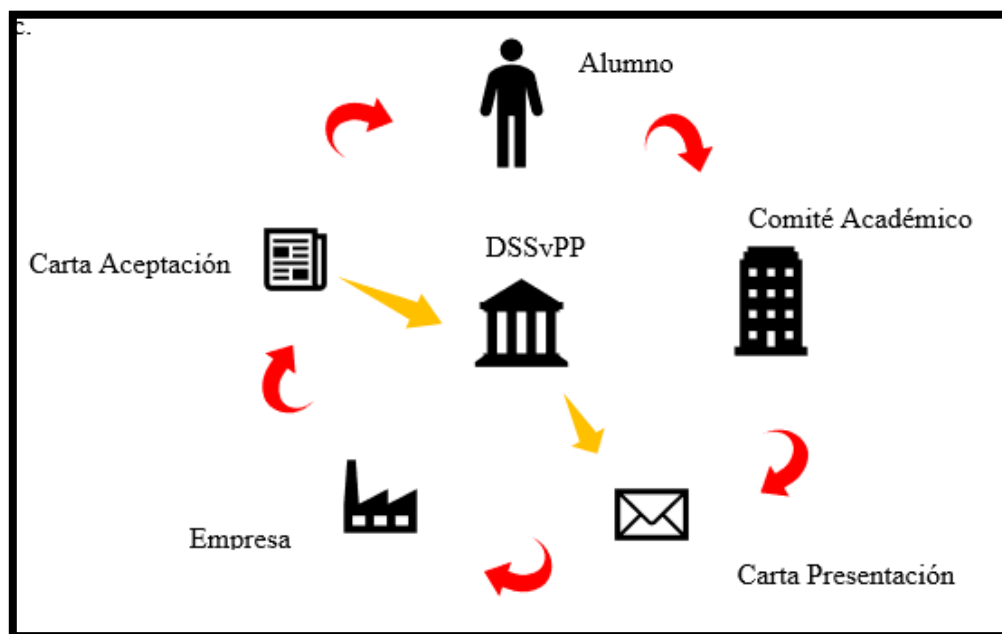 c.
Alumno
Comité Académico
DSSvPP
Carta Aceptación
Empresa
Carta Presentación